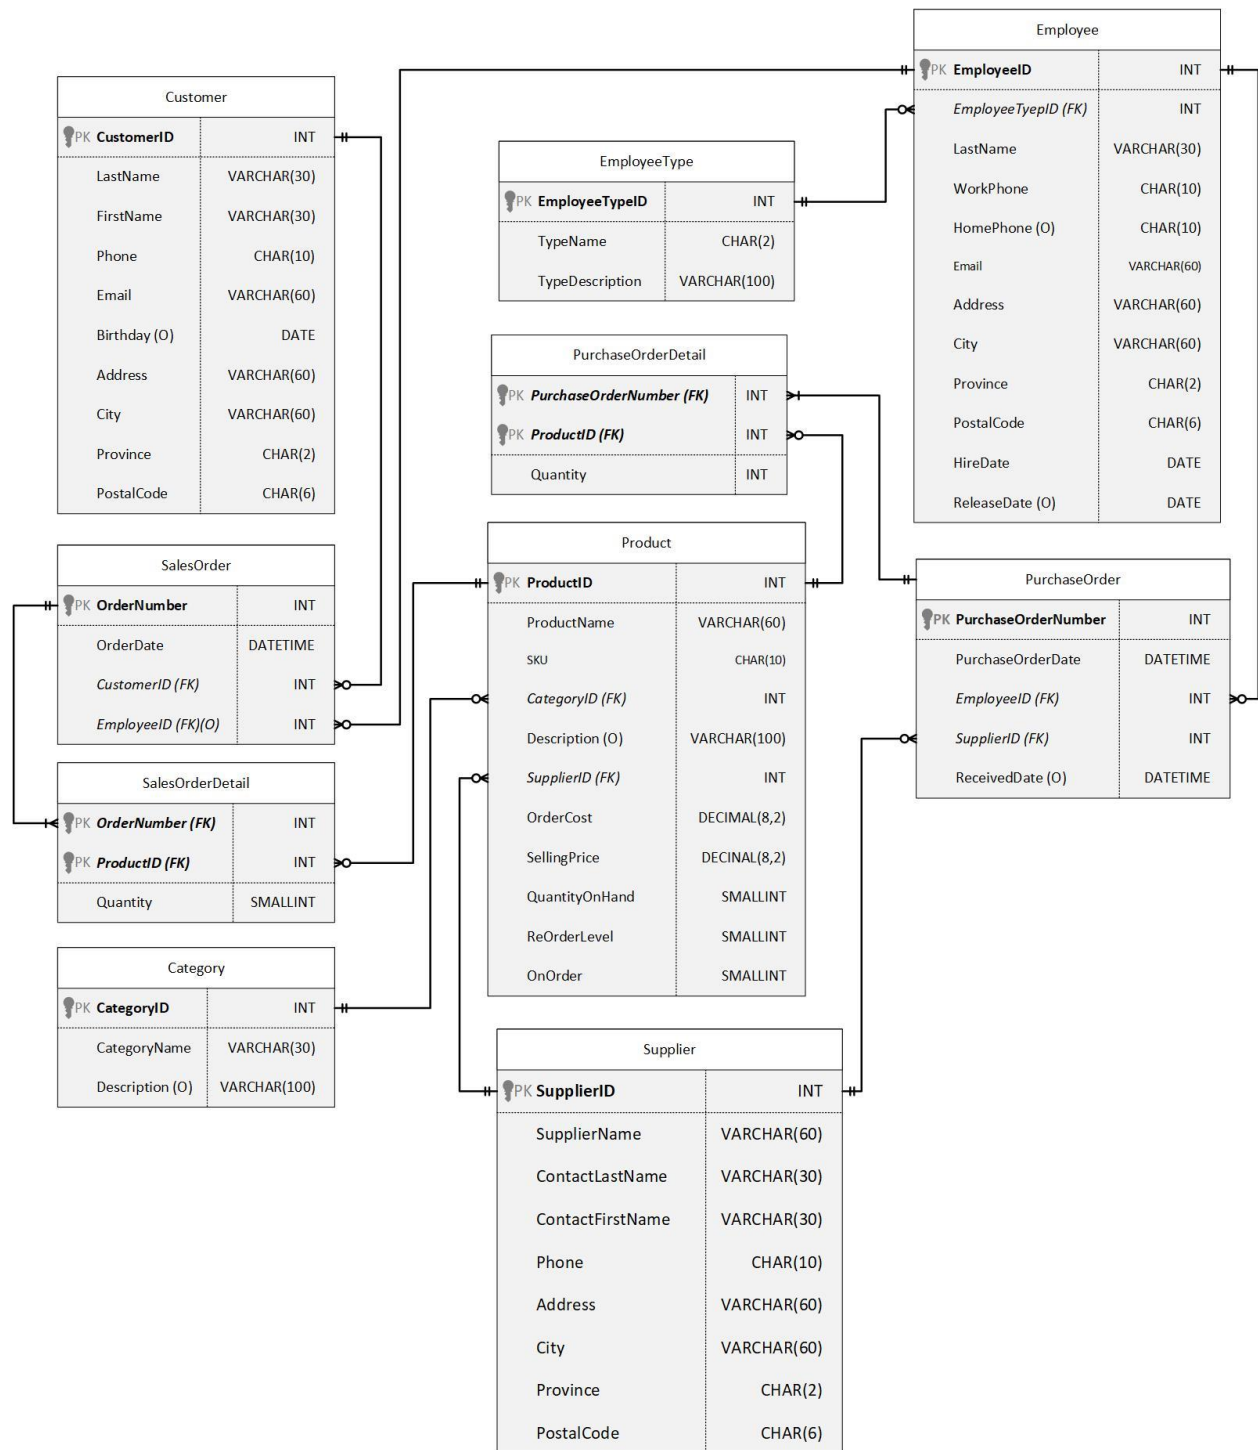 Customer
PK CustomerID INT
LastName VARCHAR(30)
FirstName VARCHAR(30)
Phone CHAR(10)
Email VARCHAR(60)
Birthday (O) DATE
Address VARCHAR(60)
City VARCHAR(60)
Province CHAR(2)
PostalCode CHAR(6)
SalesOrder
PK OrderNumber INT
OrderDate DATETIME
CustomerID (FK) INT
EmployeeID (FK)(O) INT
SalesOrderDetail
PK OrderNumber (FK) INT
PK ProductID (FK) INT
Quantity SMALLINT
Category
PK CategoryID INT
CategoryName VARCHAR(30)
Description (O) VARCHAR(100)
EmployeeType
PK EmployeeTypeID INT
TypeName CHAR(2)
TypeDescription VARCHAR(100)
PurchaseOrderDetail
PK PurchaseOrderNumber (FK) INT
PK ProductID (FK) INT
Quantity INT
Product
PK ProductID INT
ProductName VARCHAR(60)
SKU CHAR(10)
CategoryID (FK) INT
Description (O) VARCHAR(100)
SupplierID (FK) INT
OrderCost DECIMAL(8,2)
SellingPrice DECINAL(8,2)
QuantityOnHand SMALLINT
ReOrderLevel SMALLINT
OnOrder SMALLINT
Supplier
PK SupplierID INT
SupplierName VARCHAR(60)
ContactLastName VARCHAR(30)
ContactFirstName VARCHAR(30)
Phone CHAR(10)
Address VARCHAR(60)
City VARCHAR(60)
Province CHAR(2)
PostalCode CHAR(6)
Employee
PK EmployeeID INT
EmployeeTyepID (FK) INT
LastName VARCHAR(30)
WorkPhone CHAR(10)
HomePhone (O) CHAR(10)
Email VARCHAR(60)
Address VARCHAR(60)
City VARCHAR(60)
Province CHAR(2)
PostalCode CHAR(6)
HireDate DATE
ReleaseDate (O) DATE
PurchaseOrder
PK PurchaseOrderNumber INT
PurchaseOrderDate DATETIME
EmployeeID (FK) INT
SupplierID (FK) INT
ReceivedDate (O) DATETIME